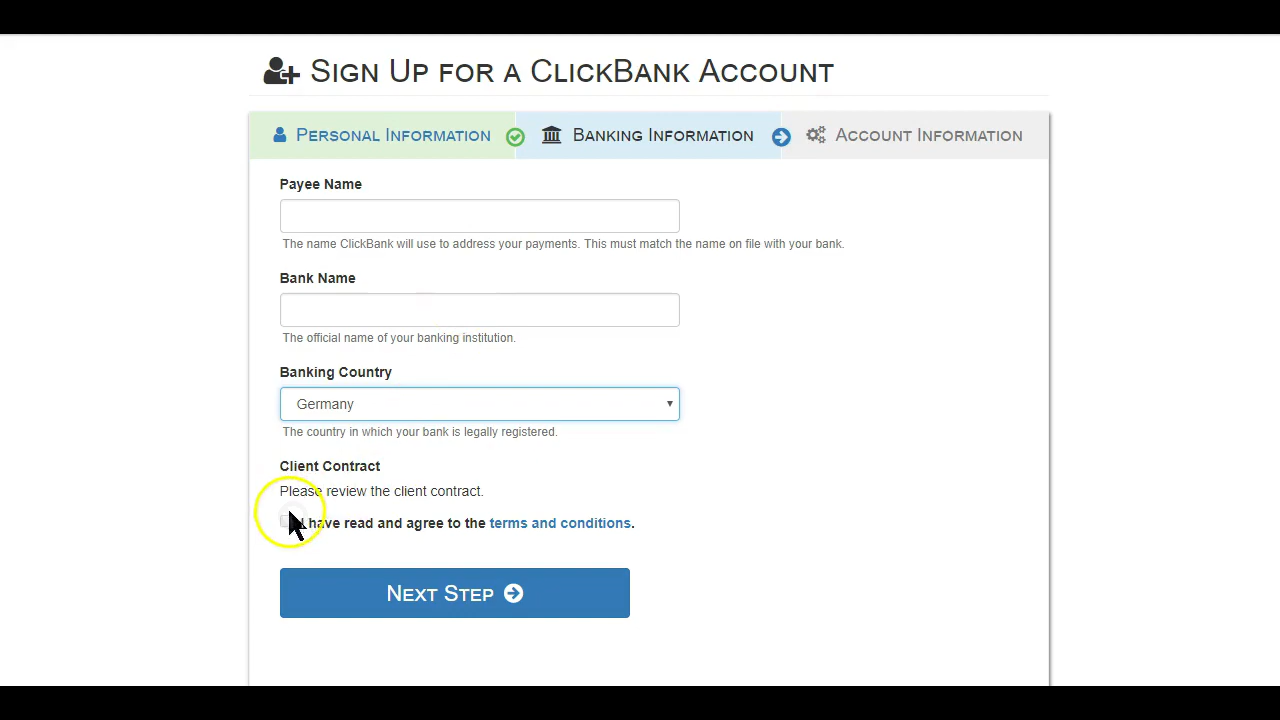 SIGN UP FOR A CLICKBANK ACCOUNT
PERSONAL INFORMATION BANKING INFORMATION ACCOUNT INFORMATION
Payee Name
The name ClickBank will use to address your payments. This must match the name on file with your bank.
Bank Name
The official name of your banking institution.
Banking Country
Germany
The country in which your bank is legally registered.
Client Contract
Please review the client contract.
I have read and agree to the terms and conditions.
NEXT STEP